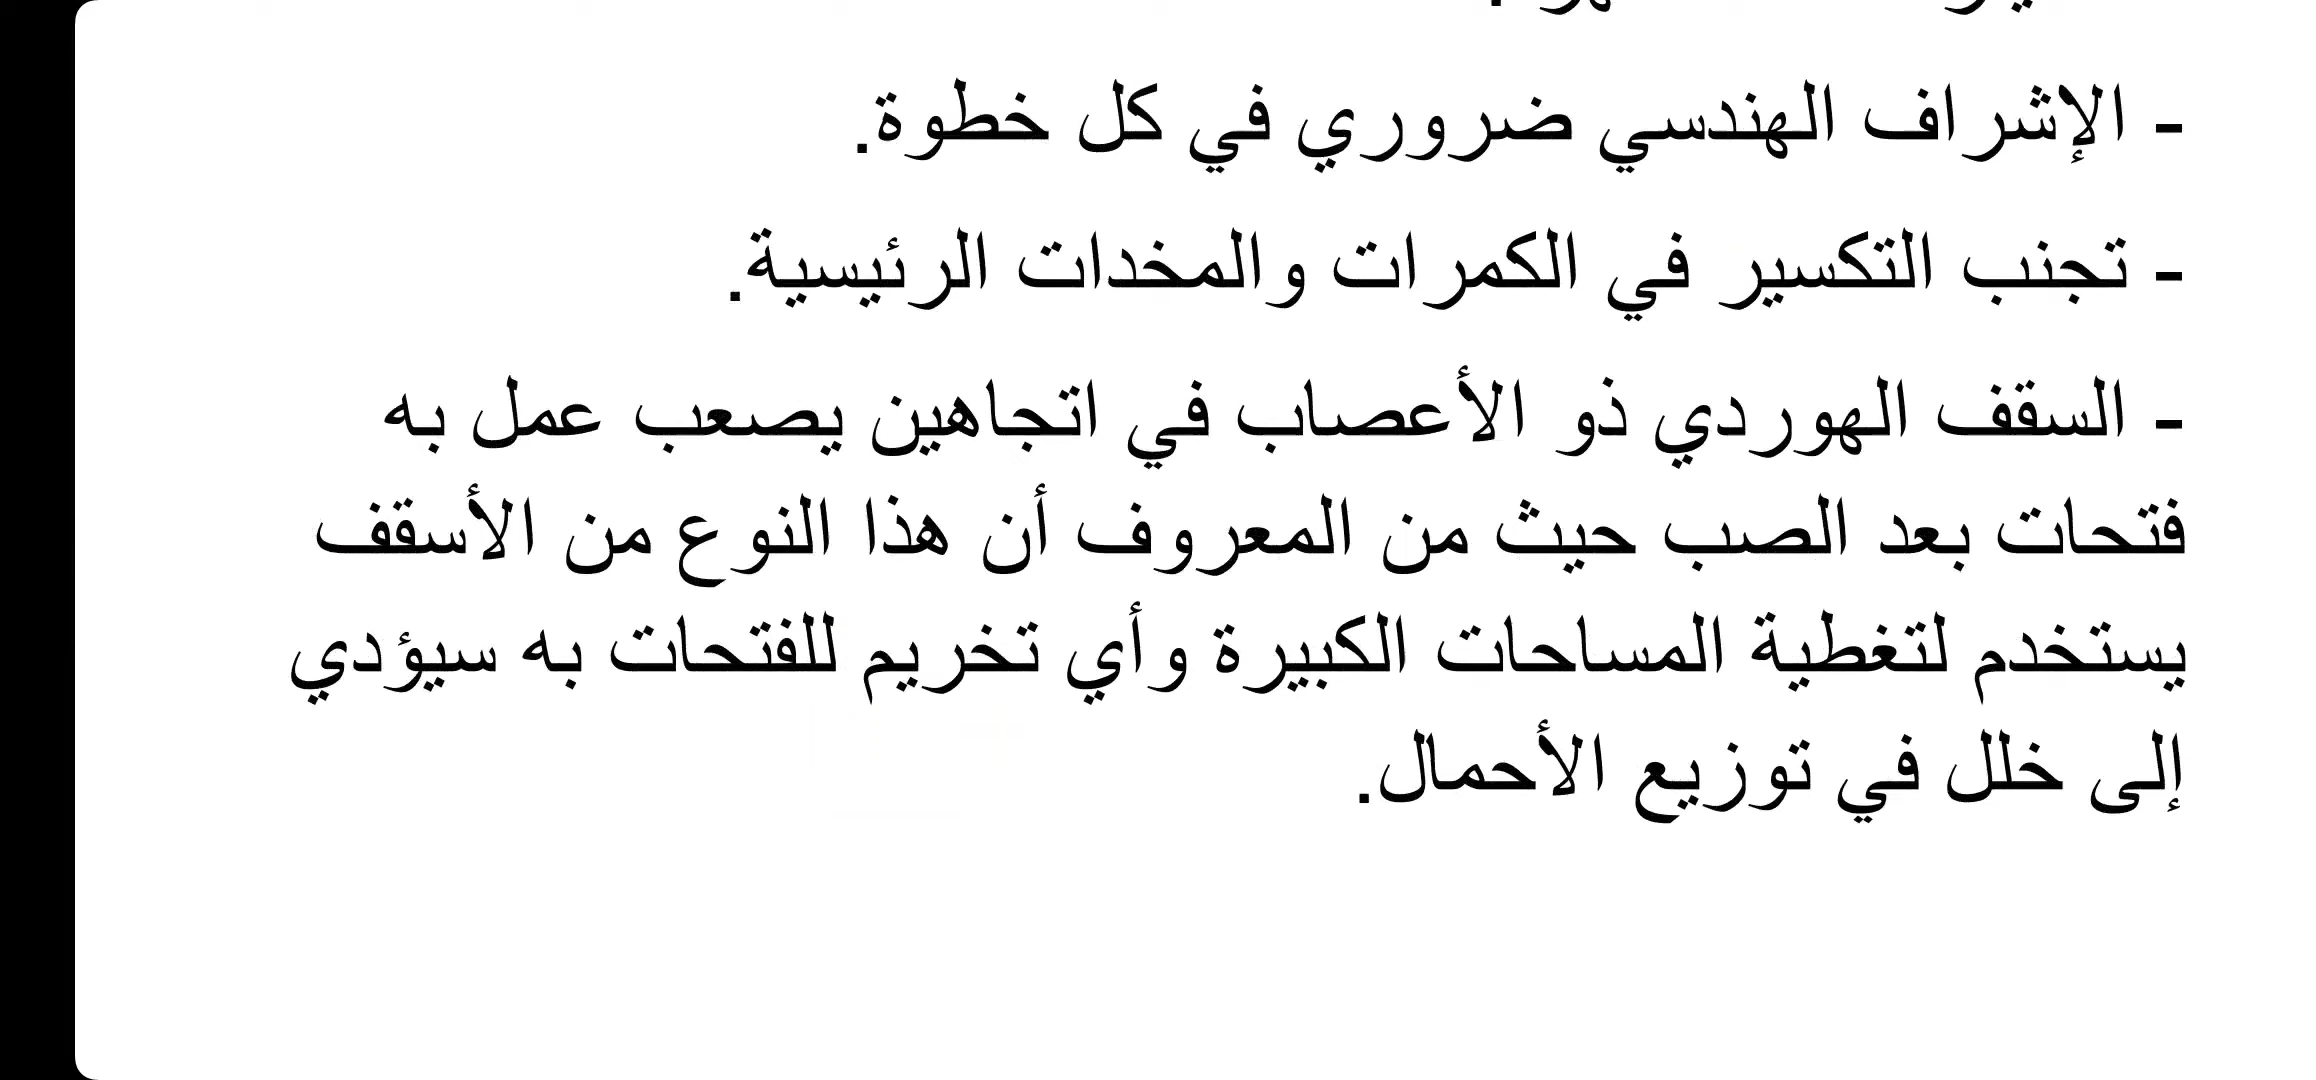 - الإشراف الهندسي ضروري في كل خطوة.
- تجنب التكسير في الكمرات والمخدات الرئيسية.
- السقف الهوردي ذو الأعصاب في اتجاهين يصعب عمل به
فتحات بعد الصب حيث من المعروف أن هذا النوع من الأسقف
يستخدم لتغطية المساحات الكبيرة وأي تخريم للفتحات به سيؤدي
إلى خلل في توزيع الأحمال.